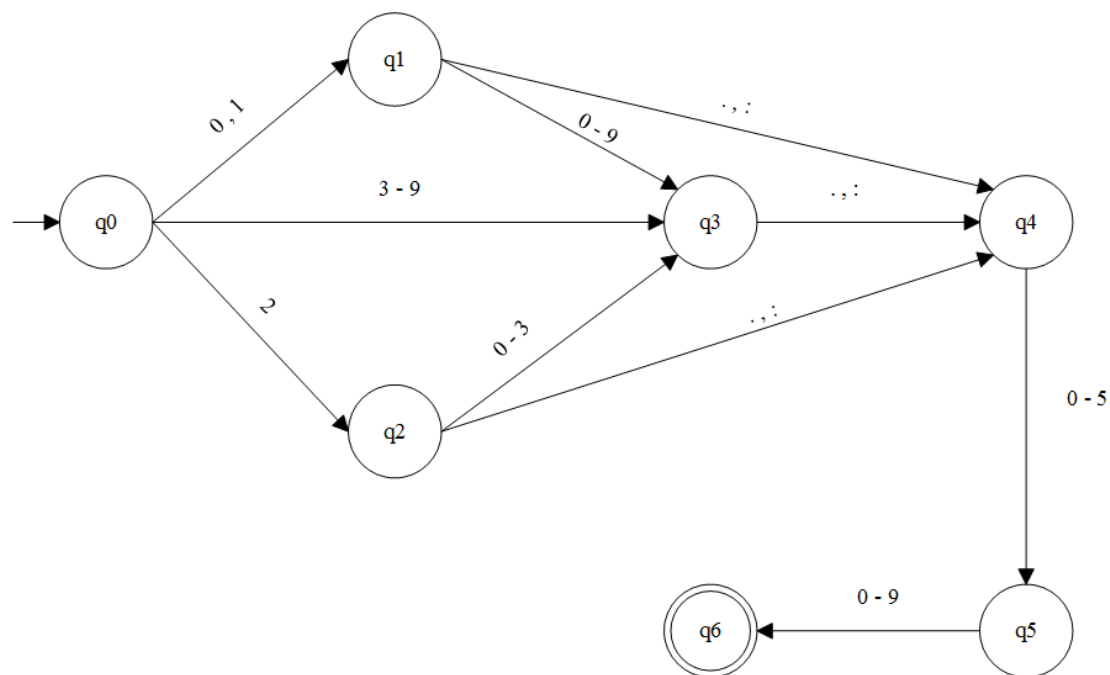 q1
0 , 1
. , :
0 - 9
3 - 9
. , :
q0
q3
q4
2
0 - 3
. , :
0 - 5
q2
0 - 9
q6
q5